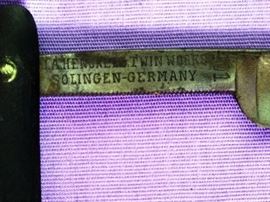 J.A. HENCKELS TWIN WORKS
SOLINGEN-GERMANY